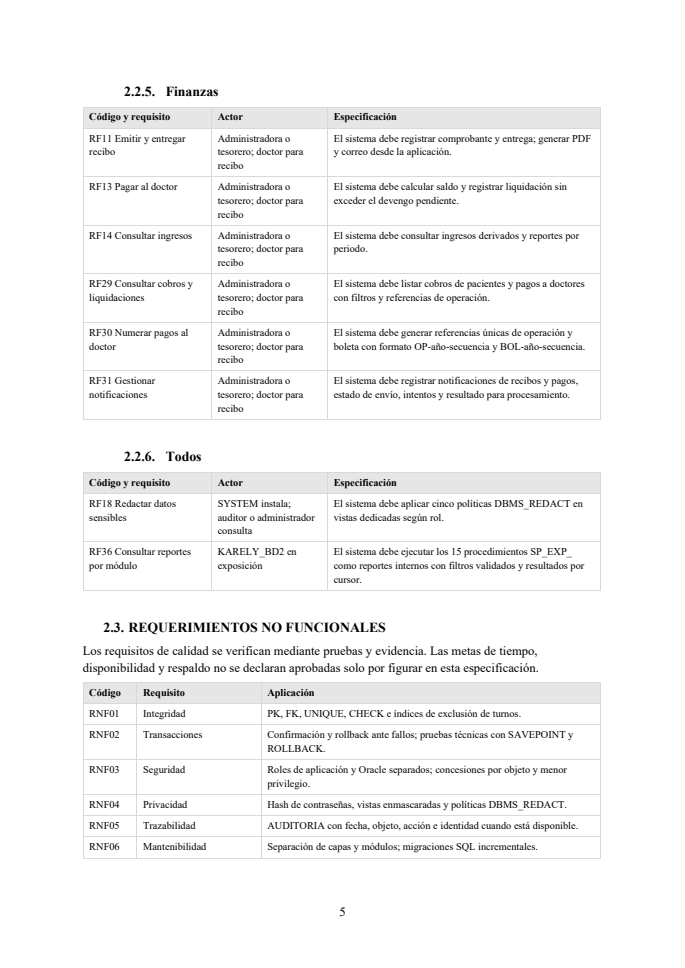 2.2.5. Finanzas
Código y requisito Actor Especificación
RF11 Emitir y entregar recibo Administradora o tesorero; doctor para recibo El sistema debe registrar comprobante y entrega; generar PDF y correo desde la aplicación.
RF13 Pagar al doctor Administradora o tesorero; doctor para recibo El sistema debe calcular saldo y registrar liquidación sin exceder el devengo pendiente.
RF14 Consultar ingresos Administradora o tesorero; doctor para recibo El sistema debe consultar ingresos derivados y reportes por periodo.
RF29 Consultar cobros y liquidaciones Administradora o tesorero; doctor para recibo El sistema debe listar cobros de pacientes y pagos a doctores con filtros y referencias de operación.
RF30 Numerar pagos al doctor Administradora o tesorero; doctor para recibo El sistema debe generar referencias únicas de operación y boleta con formato OP-año-secuencia y BOL-año-secuencia.
RF31 Gestionar notificaciones Administradora o tesorero; doctor para recibo El sistema debe registrar notificaciones de recibos y pagos, estado de envío, intentos y resultado para procesamiento.
2.2.6. Todos
Código y requisito Actor Especificación
RF18 Redactar datos sensibles SYSTEM instala; auditor o administrador consulta El sistema debe aplicar cinco políticas DBMS_REDACT en vistas dedicadas según rol.
RF36 Consultar reportes por módulo KARELY_BD2 en exposición El sistema debe ejecutar los 15 procedimientos SP_EXP_ como reportes internos con filtros validados y resultados por cursor.
2.3. REQUERIMIENTOS NO FUNCIONALES
Los requisitos de calidad se verifican mediante pruebas y evidencia. Las metas de tiempo,
disponibilidad y respaldo no se declaran aprobadas solo por figurar en esta especificación.
Código Requisito Aplicación
RNF01 Integridad PK, FK, UNIQUE, CHECK e índices de exclusión de turnos.
RNF02 Transacciones Confirmación y rollback ante fallos; pruebas técnicas con SAVEPOINT y ROLLBACK.
RNF03 Seguridad Roles de aplicación y Oracle separados; concesiones por objeto y menor privilegio.
RNF04 Privacidad Hash de contraseñas, vistas enmascaradas y políticas DBMS_REDACT.
RNF05 Trazabilidad AUDITORIA con fecha, objeto, acción e identidad cuando está disponible.
RNF06 Mantenibilidad Separación de capas y módulos; migraciones SQL incrementales.
5